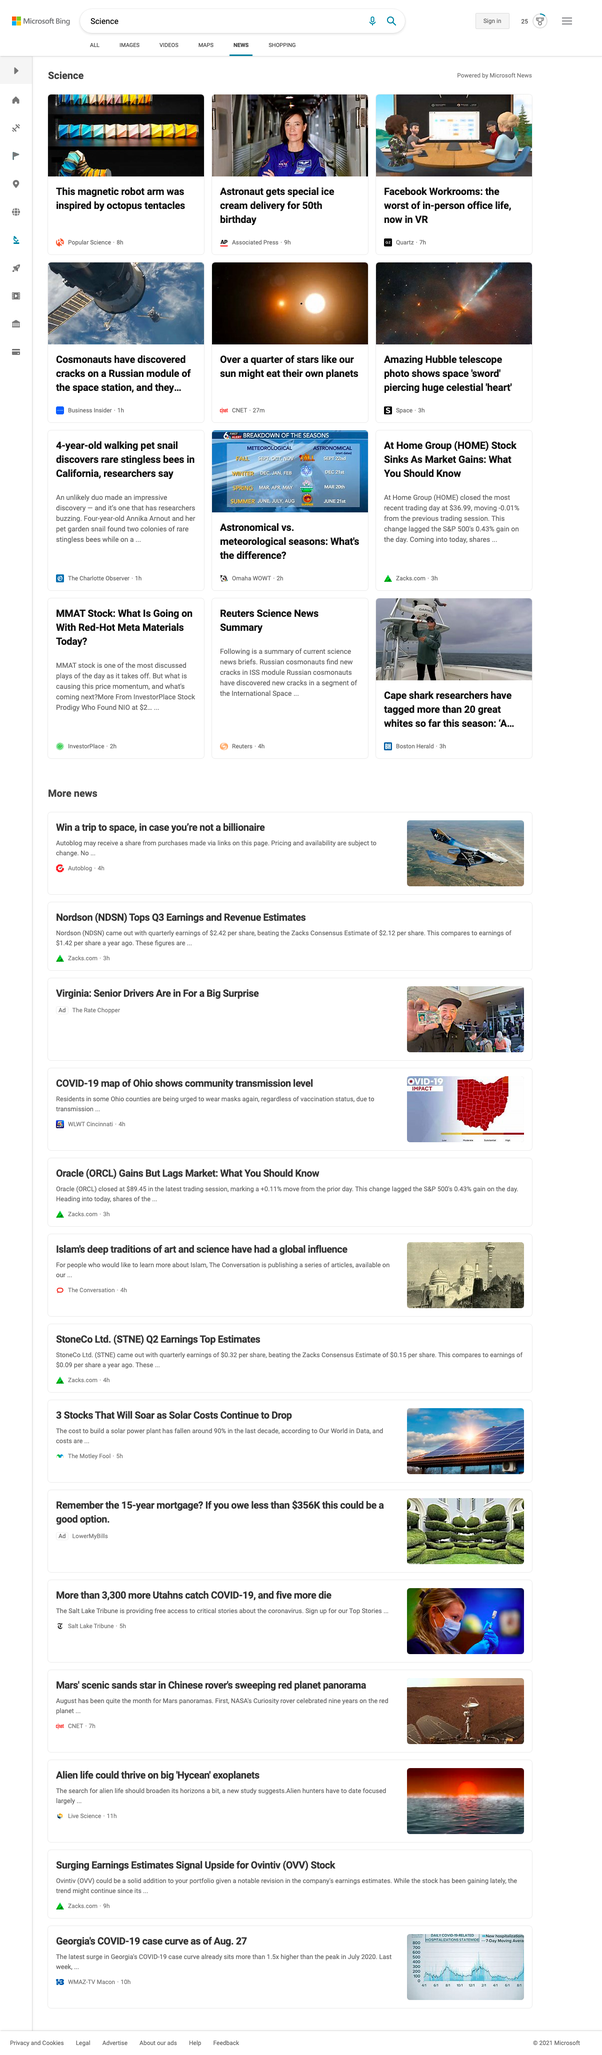 Microsoft Bing
Science
Sign in
25
ALL
IMAGES
VIDEOS
MAPS
NEWS
SHOPPING
Science
Powered by Microsoft News
This magnetic robot arm was
inspired by octopus tentacles
Popular Science · 8h
Astronaut gets special ice
cream delivery for 50th
birthday
AP Associated Press · 9h
Facebook Workrooms: the
worst of in-person office life,
now in VR
Quartz · 7h
Cosmonauts have discovered
cracks on a Russian module
of the space station, and they…
Business Insider · 1h
Over a quarter of stars like our
sun might eat their own planets
CNET · 27m
Amazing Hubble telescope
photo shows space 'sword'
piercing huge celestial 'heart'
Space · 3h
4-year-old walking pet snail
discovers rare stingless bees in
California, researchers say
An unlikely duo made an
impressive discovery — and it's
one that has researchers
buzzing. Four-year-old Annika Arnout and
her pet garden snail found two colonies of
rare stingless bees while on a ...
The Charlotte Observer · 1h
BREAKDOWN OF THE SEASONS
METEOROLOGICAL
ASTRONOMICAL
FALL
WINTER
DEC, JAN, FEB
DEC 21st
SPRING
MAR, APR, MAY
MAR 20th
SUMMER
JUNE, JULY, AUG
JUNE 21st
Astronomical vs.
meteorological seasons: What's
the difference?
Omaha WOWT · 2h
At Home Group (HOME) Stock
Sinks As Market Gains: What
You Should Know
At Home Group (HOME) closed the most
recent trading day at $36.99, moving -0.01%
from the previous trading session. This
change lagged the S&P 500's 0.43% gain on
the day. Coming into today, shares ...
Zacks.com · 3h
MMAT Stock: What Is Going on
With Red-Hot Meta Materials
Today?
MMAT stock is one of the most discussed
plays of the day as it takes off. But what is
causing this price momentum, and what's
coming next?More From InvestorPlace Stock
Prodigy Who Found NIO at $2… ...
InvestorPlace · 2h
Reuters Science News
Summary
Following is a summary of current science
news briefs. Russian cosmonauts find new
cracks in ISS module Russian cosmonauts
have discovered new cracks in a segment of
the International Space ...
Reuters · 4h
Cape shark researchers have
tagged more than 20 great
whites so far this season: 'A…
Boston Herald · 3h
More news
Win a trip to space, in case you're not a billionaire
Autoblog may receive a share from purchases made via links on this page. Pricing and availability are subject to
change. No ...
Autoblog · 4h
Nordson (NDSN) Tops Q3 Earnings and Revenue Estimates
Nordson (NDSN) came out with quarterly earnings of $2.42 per share, beating the Zacks Consensus Estimate of $2.12 per share. This compares to earnings of
$1.42 per share a year ago. These figures are ...
Zacks.com · 3h
Virginia: Senior Drivers Are in For a Big Surprise
Ad The Rate Chopper
COVID-19 map of Ohio shows community transmission level
Residents in some Ohio counties are being urged to wear masks again, regardless of vaccination status, due to
transmission ...
WLWT Cincinnati · 4h
OVID-19
IMPACT
Oracle (ORCL) Gains But Lags Market: What You Should Know
Oracle (ORCL) closed at $89.45 in the latest trading session, marking a +0.11% move from the prior day. This change lagged the S&P 500's 0.43% gain on the day.
Heading into today, shares of the ...
Zacks.com · 3h
Islam's deep traditions of art and science have had a global influence
For people who would like to learn more about Islam, The Conversation is publishing a series of articles, available on
our ...
The Conversation · 4h
StoneCo Ltd. (STNE) Q2 Earnings Top Estimates
StoneCo Ltd. (STNE) came out with quarterly earnings of $0.32 per share, beating the Zacks Consensus Estimate of $0.15 per share. This compares to earnings of
$0.09 per share a year ago. These ...
Zacks.com · 4h
3 Stocks That Will Soar as Solar Costs Continue to Drop
The cost to build a solar power plant has fallen around 90% in the last decade, according to Our World in Data, and
costs are ...
The Motley Fool · 5h
Remember the 15-year mortgage? If you owe less than $356K this could be a
good option.
Ad LowerMyBills
More than 3,300 more Utahns catch COVID-19, and five more die
The Salt Lake Tribune is providing free access to critical stories about the coronavirus. Sign up for our Top Stories ...
Salt Lake Tribune · 5h
Mars' scenic sands star in Chinese rover's sweeping red planet panorama
August has been quite the month for Mars panoramas. First, NASA's Curiosity rover celebrated nine years on the red
planet ...
CNET · 7h
Alien life could thrive on big 'Hycean' exoplanets
The search for alien life should broaden its horizons a bit, a new study suggests.Alien hunters have to date focused
largely ...
Live Science · 11h
Surging Earnings Estimates Signal Upside for Ovintiv (OVV) Stock
Ovintiv (OVV) could be a solid addition to your portfolio given a notable revision in the company's earnings estimates. While the stock has been gaining lately, the
trend might continue since its ...
Zacks.com · 9h
Georgia's COVID-19 case curve as of Aug. 27
The latest surge in Georgia's COVID-19 case curve already sits more than 1.5x higher than the peak in July 2020. Last
week, ...
WMAZ-TV Macon · 10h
DAILY COVID-19 RELATED
HOSPITALIZATIONS STATEWIDE
New hospitalization
7-Day Moving Avera
Privacy and Cookies
Legal
Advertise
About our ads
Help
Feedback
© 2021 Microsoft